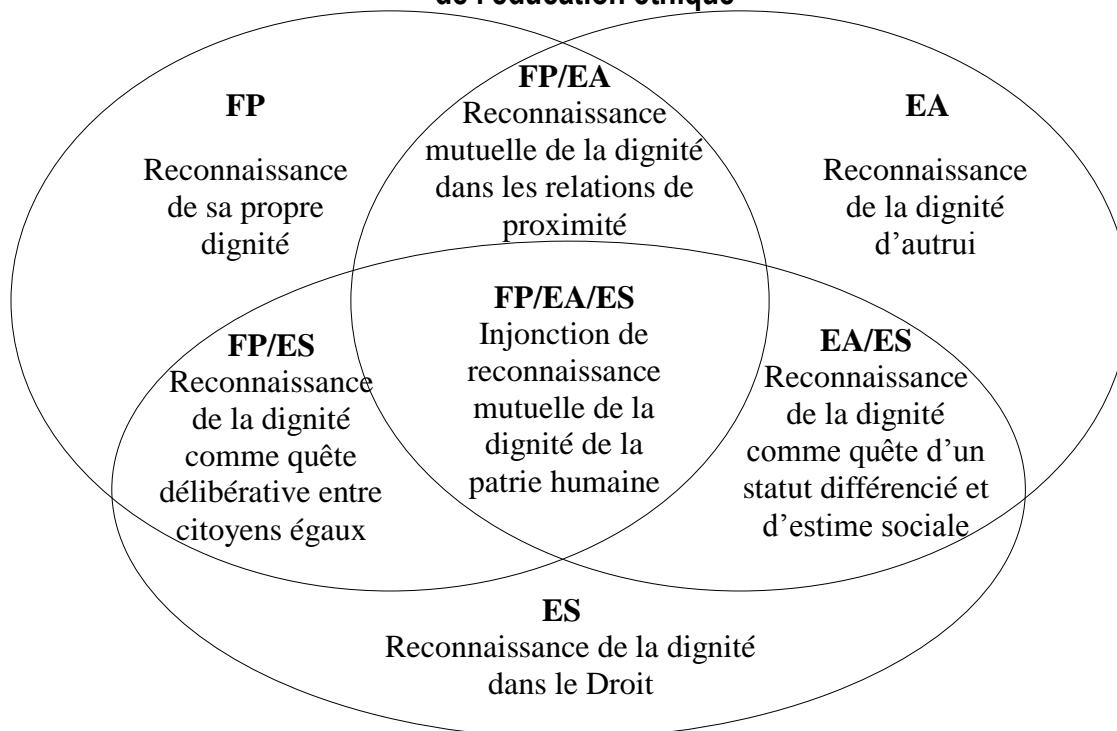 de l'éducation éthique
FP
Reconnaissance
de sa propre
dignité
FP/EA
Reconnaissance
mutuelle de la dignité
dans les relations de
proximité
EA
Reconnaissance
de la dignité
d’autrui
FP/ES
Reconnaissance
de la dignité
comme quête
délibérative entre
citoyens égaux
FP/EA/ES
Injonction de
reconnaissance
mutuelle de la
dignité de la
patrie humaine
EA/ES
Reconnaissance
de la dignité
comme quête d’un
statut différencié et
d’estime sociale
ES
Reconnaissance de la dignité
dans le Droit